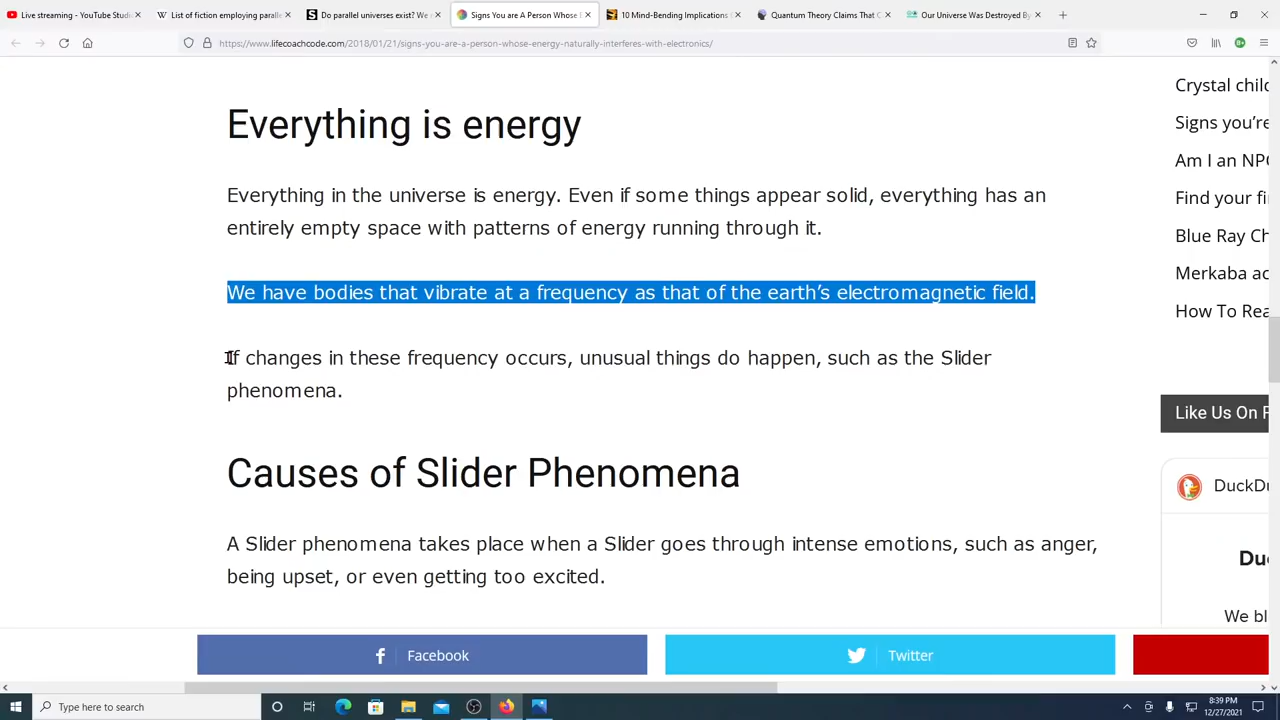 Live streaming - YouTube Studio
List of fiction employing paralle
Do parallel universes exist? We
Signs You are A Person Whose
10 Mind-Bending Implications
Quantum Theory Claims That
Our Universe Was Destroyed By
https://www.lifecoachcode.com/2018/01/21/signs-you-are-a-person-whose-energy-naturally-interferes-with-electronics/
Everything is energy
Everything in the universe is energy. Even if some things appear solid, everything has an
entirely empty space with patterns of energy running through it.
We have bodies that vibrate at a frequency as that of the earth's electromagnetic field.
If changes in these frequency occurs, unusual things do happen, such as the Slider
phenomena.
Causes of Slider Phenomena
A Slider phenomena takes place when a Slider goes through intense emotions, such as anger,
being upset, or even getting too excited.
Crystal chil
Signs you're
Am I an NP
Find your fi
Blue Ray Ch
Merkaba ac
How To Rea
Like Us On F
DuckDu
Du
We bl
Facebook
Twitter
Type here to search
8:39 PM
12/27/2021